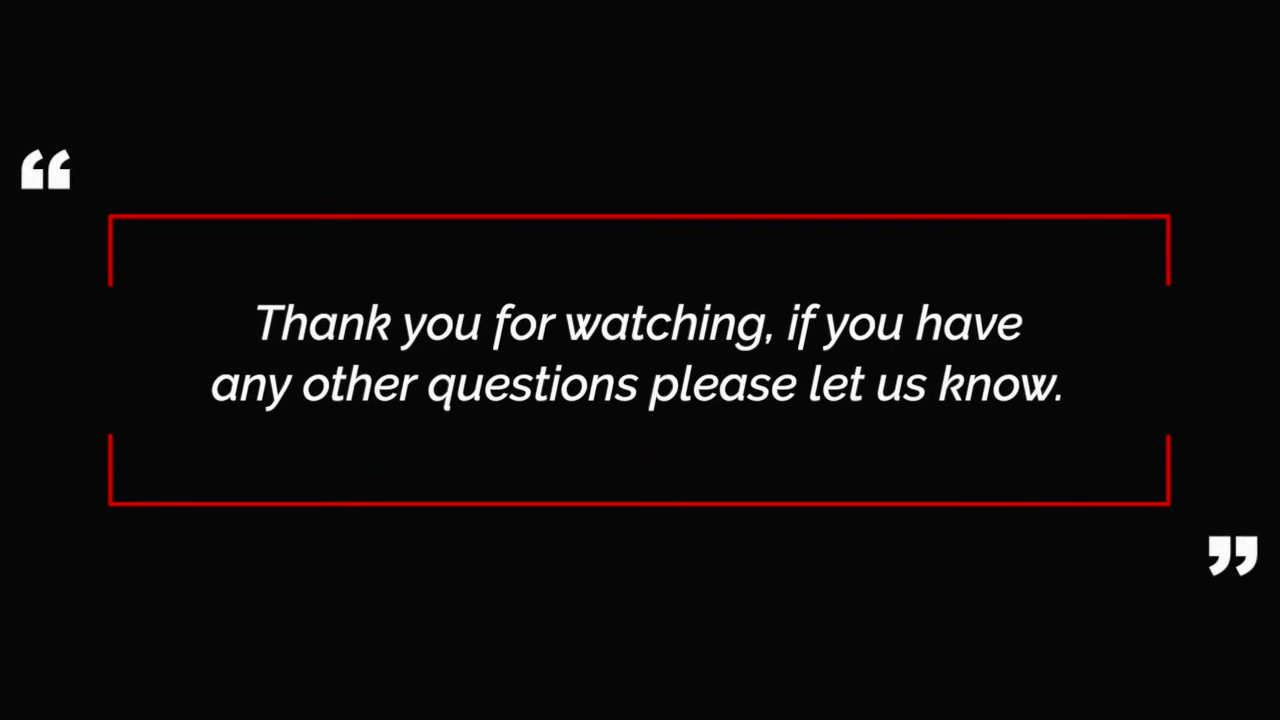 “
Thank you for watching, if you have
any other questions please let us know.
”